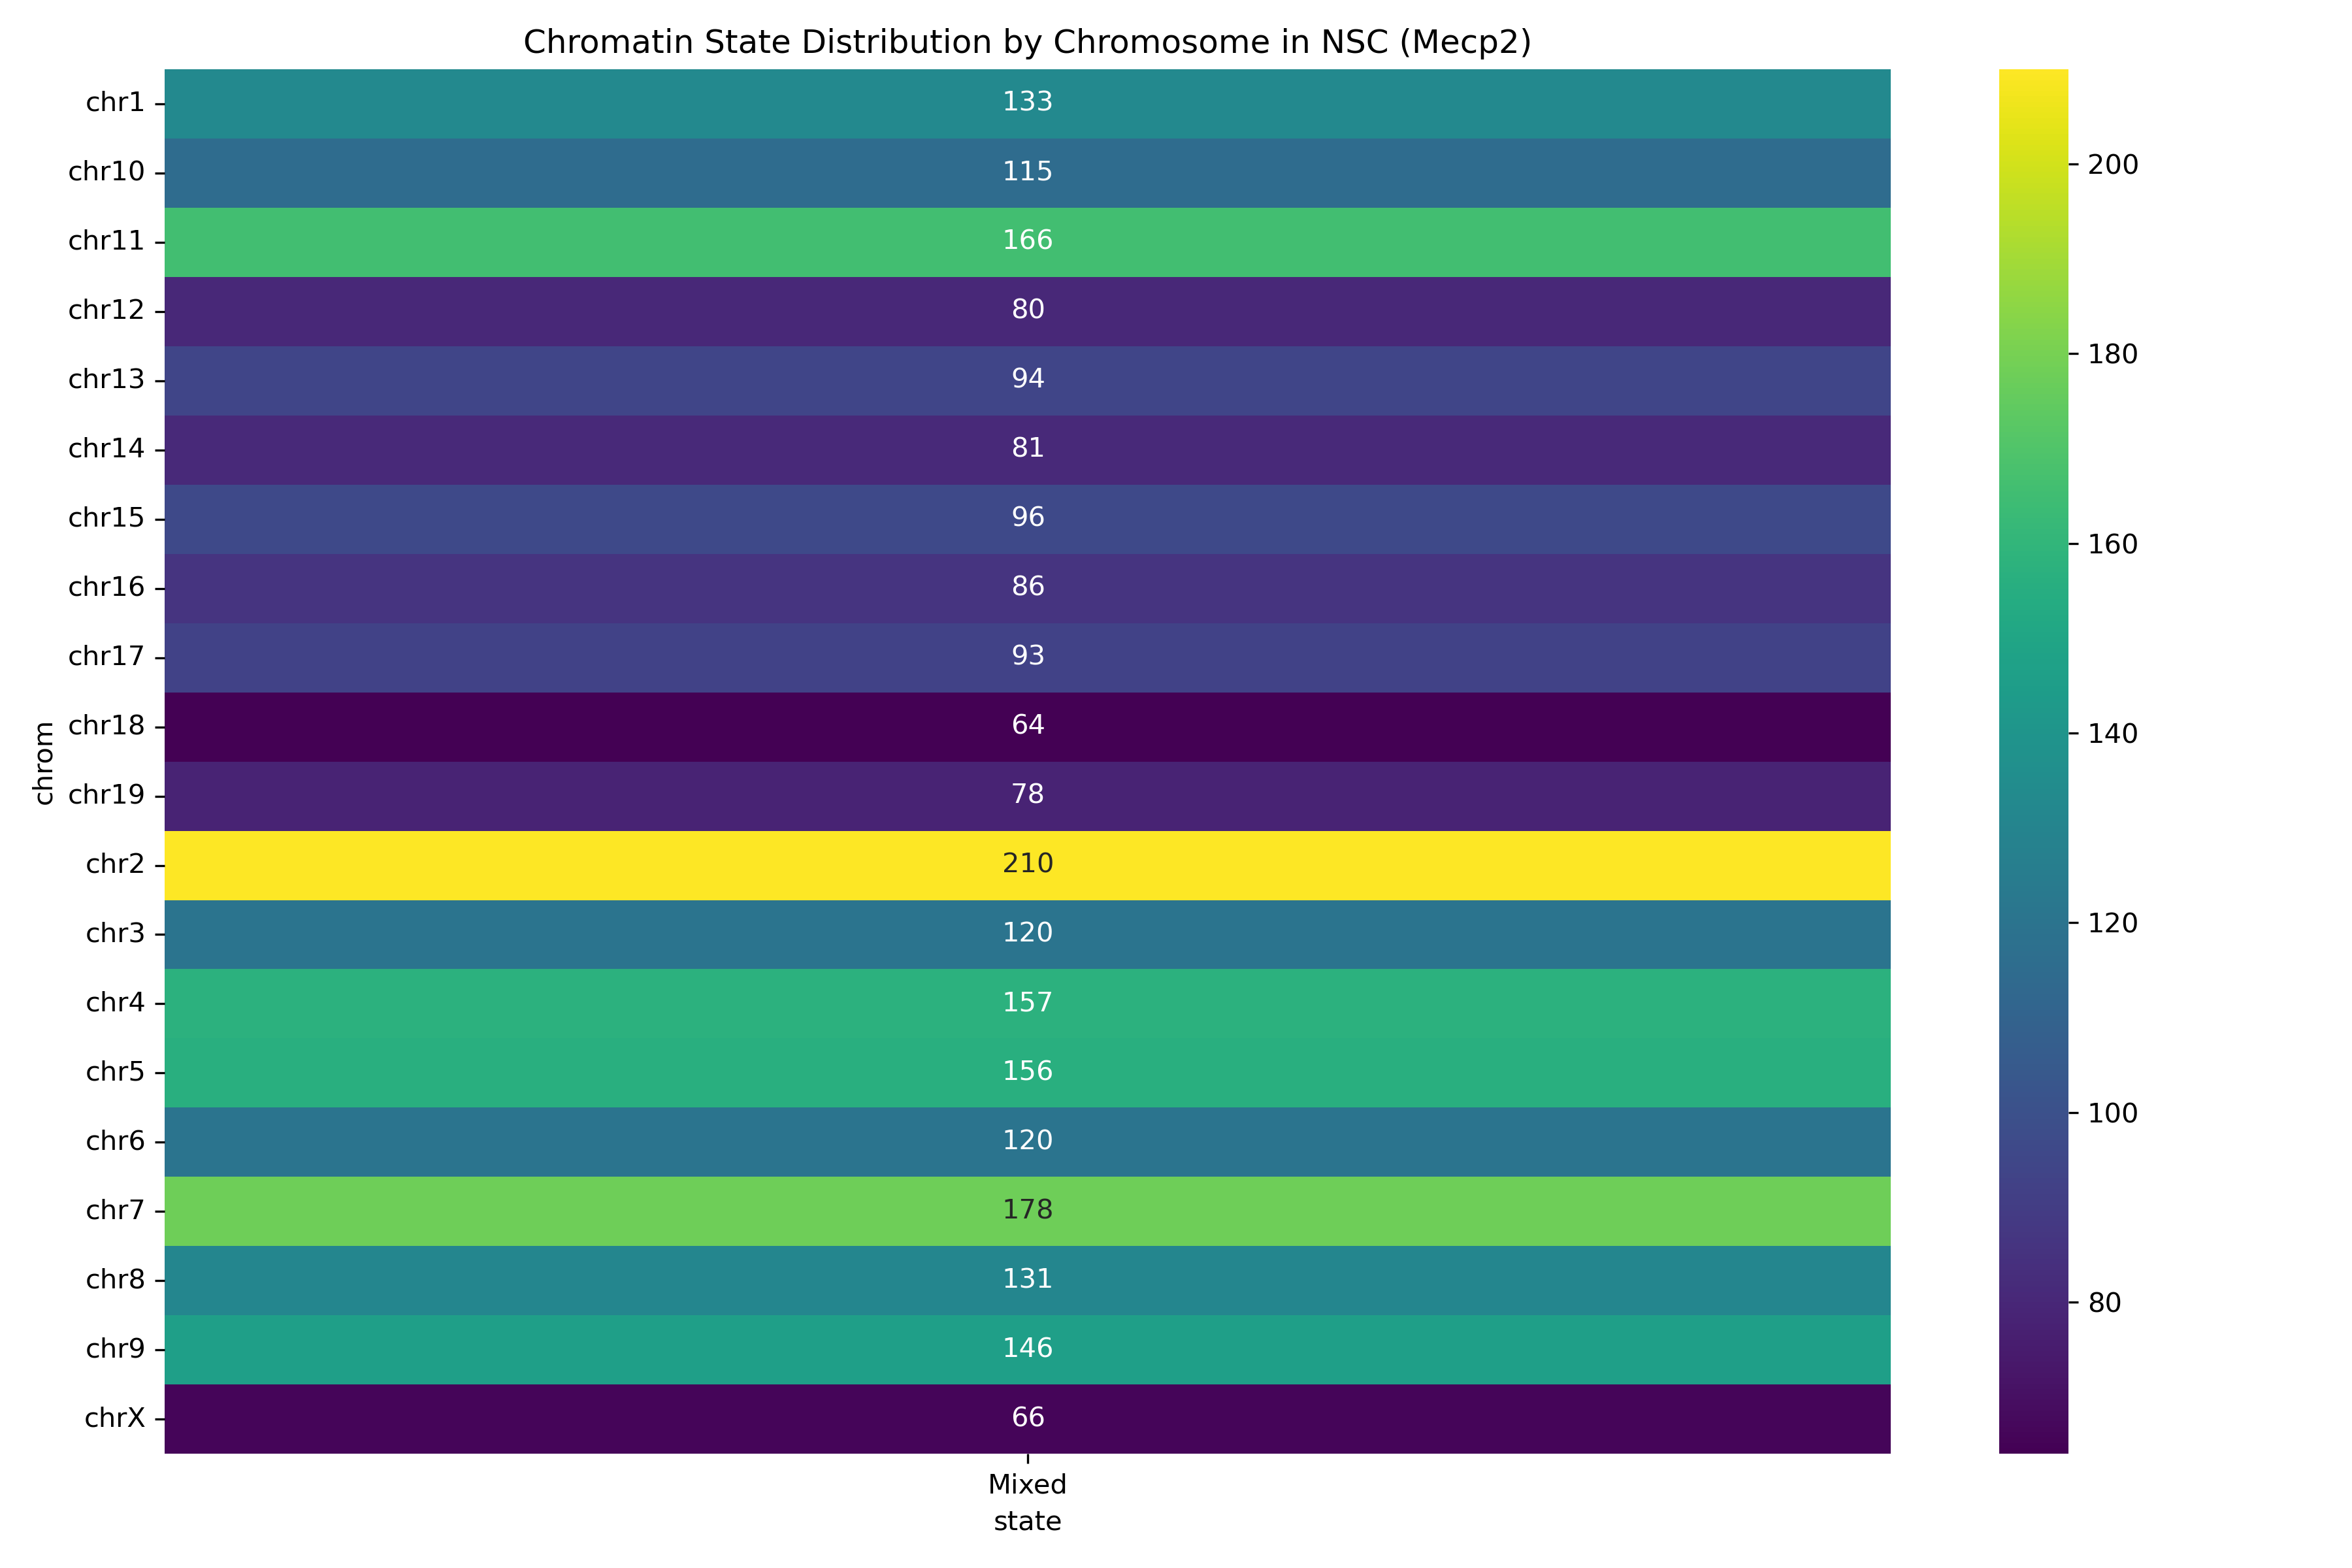 Chromatin State Distribution by Chromosome in NSC (Mecp2)
chr1 133
chr10 115
chr11 166
chr12 80
chr13 94
chr14 81
chr15 96
chr16 86
chr17 93
chr18 64
chr19 78
chr2 210
chr3 120
chr4 157
chr5 156
chr6 120
chr7 178
chr8 131
chr9 146
chrX 66
chrom
Mixed
state
200
180
160
140
120
100
80